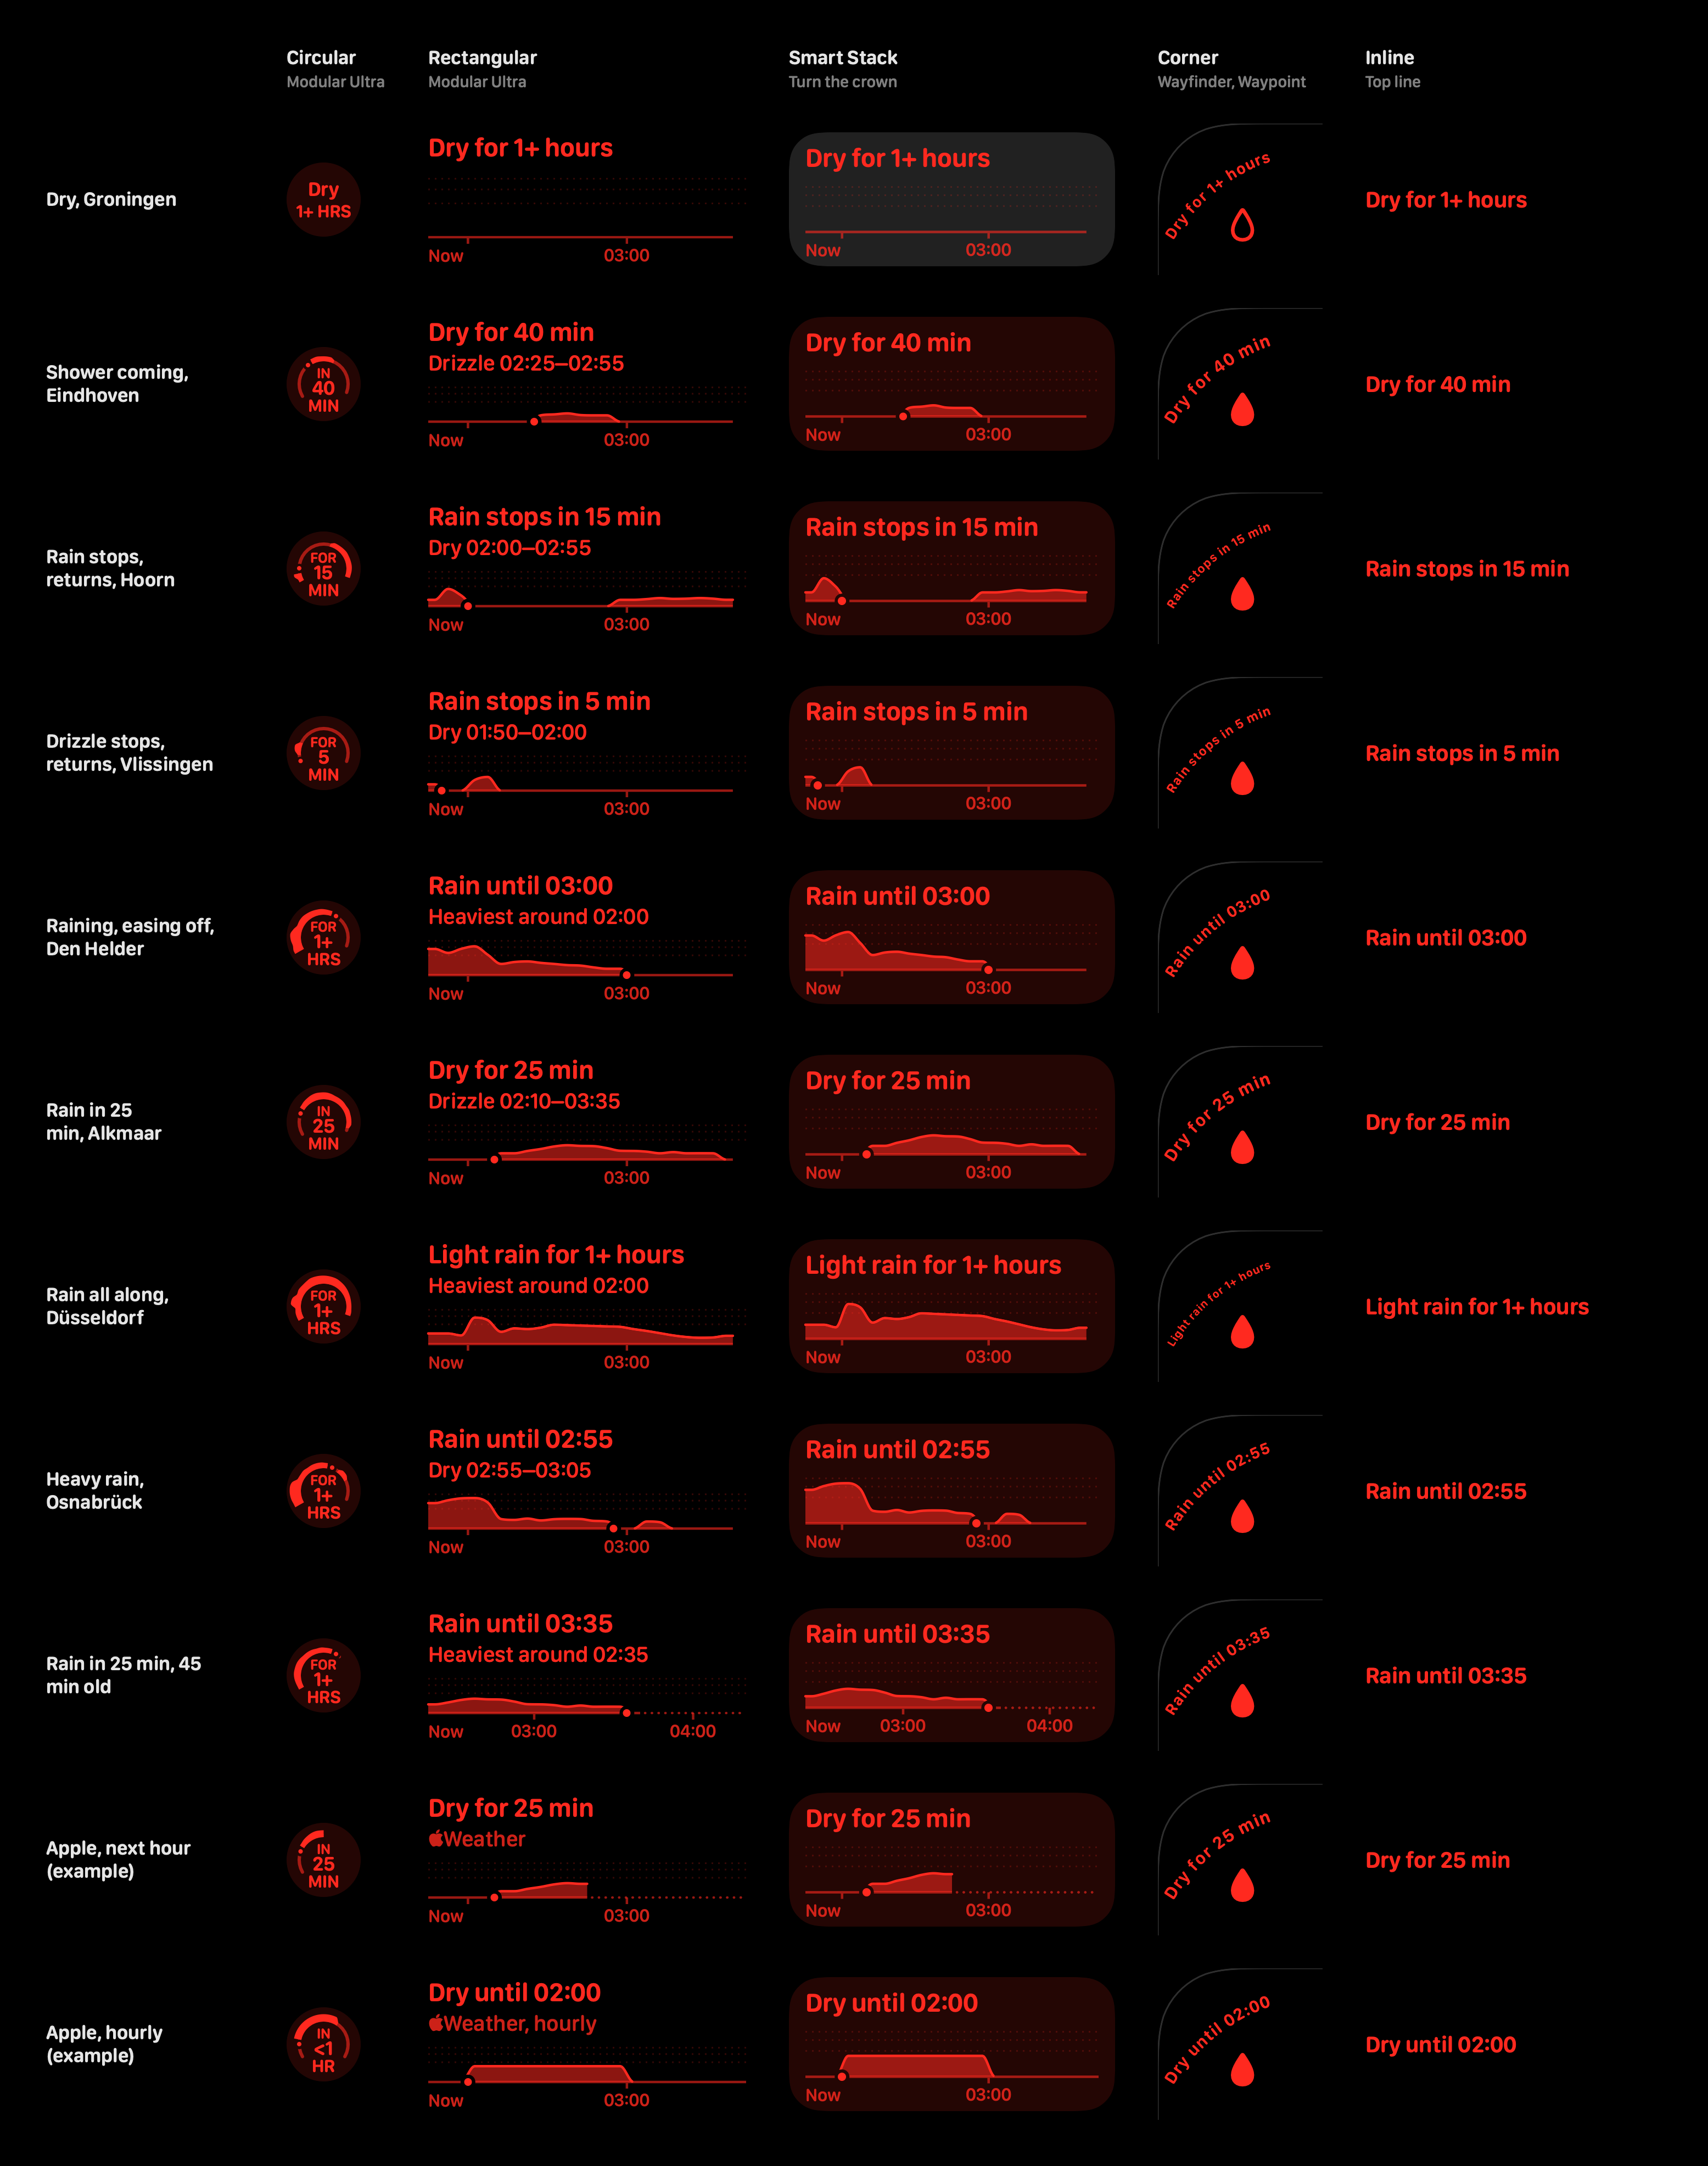 Circular
Modular Ultra
Rectangular
Modular Ultra
Smart Stack
Turn the crown
Corner
Wayfinder, Waypoint
Inline
Top line
Dry, Groningen
Dry
1+ HRS
Dry for 1+ hours
Now 03:00
Dry for 1+ hours
Now 03:00
Dry for 1+ hours
Dry for 1+ hours
Shower coming,
Eindhoven
IN
40
MIN
Dry for 40 min
Drizzle 02:25–02:55
Now 03:00
Dry for 40 min
Now 03:00
Dry for 40 min
Dry for 40 min
Rain stops,
returns, Hoorn
FOR
15
MIN
Rain stops in 15 min
Dry 02:00–02:55
Now 03:00
Rain stops in 15 min
Now 03:00
Rain stops in 15 min
Rain stops in 15 min
Drizzle stops,
returns, Vlissingen
FOR
5
MIN
Rain stops in 5 min
Dry 01:50–02:00
Now 03:00
Rain stops in 5 min
Now 03:00
Rain stops in 5 min
Rain stops in 5 min
Raining, easing off,
Den Helder
FOR
1+
HRS
Rain until 03:00
Heaviest around 02:00
Now 03:00
Rain until 03:00
Now 03:00
Rain until 03:00
Rain until 03:00
Rain in 25
min, Alkmaar
IN
25
MIN
Dry for 25 min
Drizzle 02:10–03:35
Now 03:00
Dry for 25 min
Now 03:00
Dry for 25 min
Dry for 25 min
Rain all along,
Düsseldorf
FOR
1+
HRS
Light rain for 1+ hours
Heaviest around 02:00
Now 03:00
Light rain for 1+ hours
Now 03:00
Light rain for 1+ hours
Light rain for 1+ hours
Heavy rain,
Osnabrück
FOR
1+
HRS
Rain until 02:55
Dry 02:55–03:05
Now 03:00
Rain until 02:55
Now 03:00
Rain until 02:55
Rain until 02:55
Rain in 25 min, 45
min old
FOR
1+
HRS
Rain until 03:35
Heaviest around 02:35
Now 03:00 04:00
Rain until 03:35
Now 03:00 04:00
Rain until 03:35
Rain until 03:35
Apple, next hour
(example)
IN
25
MIN
Dry for 25 min
Weather
Now 03:00
Dry for 25 min
Now 03:00
Dry for 25 min
Dry for 25 min
Apple, hourly
(example)
IN
<1
HR
Dry until 02:00
Weather, hourly
Now 03:00
Dry until 02:00
Now 03:00
Dry until 02:00
Dry until 02:00